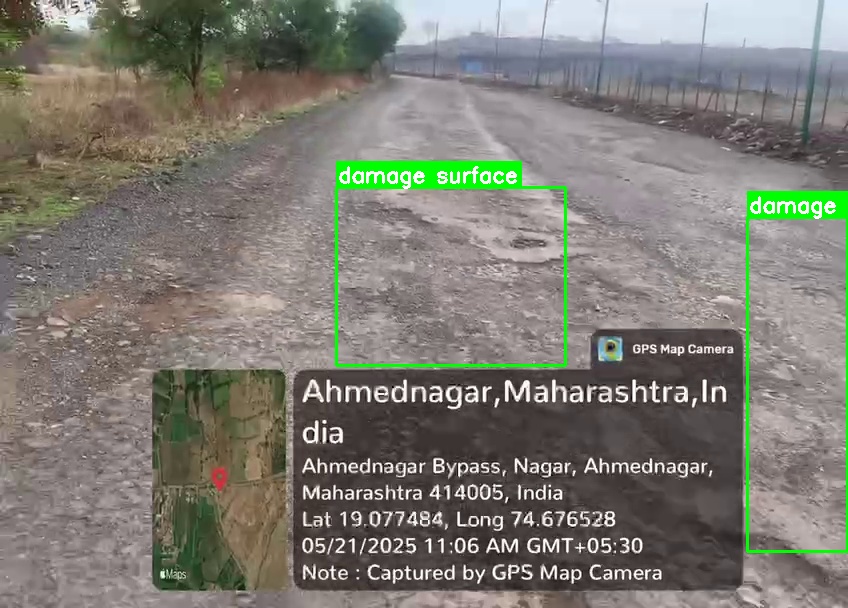 damage surface
damage
GPS Map Camera
Ahmednagar,Maharashtra,In
dia
Ahmednagar Bypass, Nagar, Ahmednagar,
Maharashtra 414005, India
Lat 19.077484, Long 74.676528
05/21/2025 11:06 AM GMT+05:30
Note : Captured by GPS Map Camera
Maps